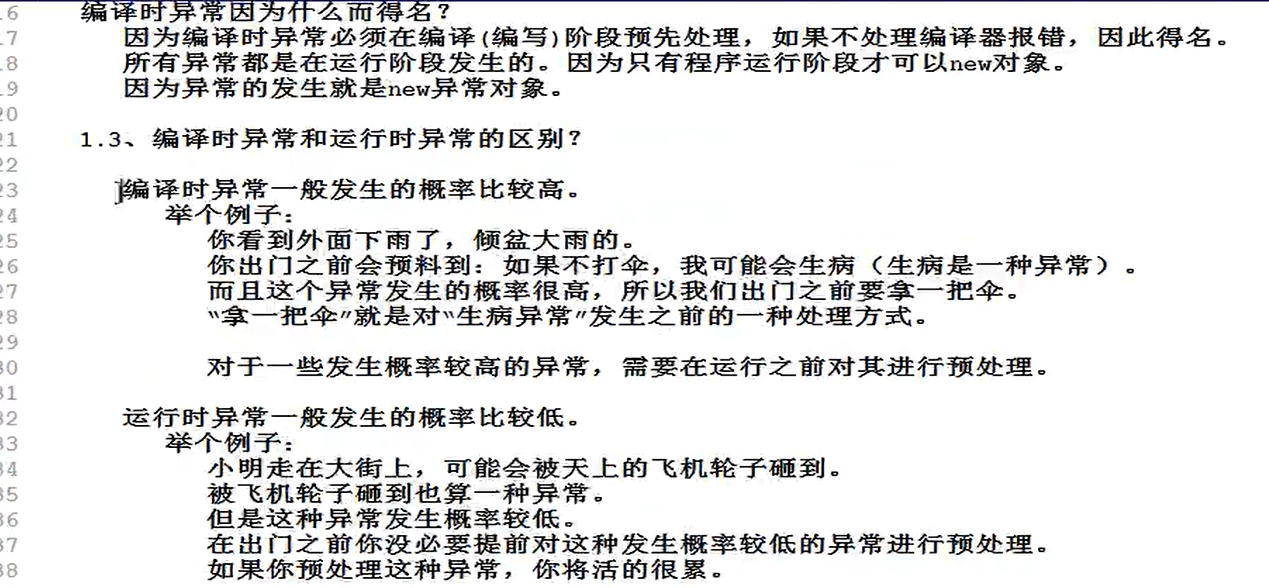 16 编译时异常因为什么而得名?
17 因为编译时异常必须在编译(编写)阶段预先处理，如果不处理编译器报错，因此得名。
18 所有异常都是在运行阶段发生的。因为只有程序运行阶段才可以new对象。
19 因为异常的发生就是new异常对象。
20
21 1.3、编译时异常和运行时异常的区别?
22
23 编译时异常一般发生的概率比较高。
24 举个例子:
25 你看到外面下雨了，倾盆大雨的。
26 你出门之前会预料到: 如果不打伞，我可能会生病（生病是一种异常）。
27 而且这个异常发生的概率很高，所以我们出门之前要拿一把伞。
28 “拿一把伞”就是对“生病异常”发生之前的一种处理方式。
29
30 对于一些发生概率较高的异常，需要在运行之前对其进行预处理。
31
32 运行时异常一般发生的概率比较低。
33 举个例子:
34 小明走在大街上，可能会被天上的飞机轮子砸到。
35 被飞机轮子砸到也算一种异常。
36 但是这种异常发生概率较低。
37 在出门之前你没必要提前对这种发生概率较低的异常进行预处理。
38 如果你预处理这种异常，你将活的很累。